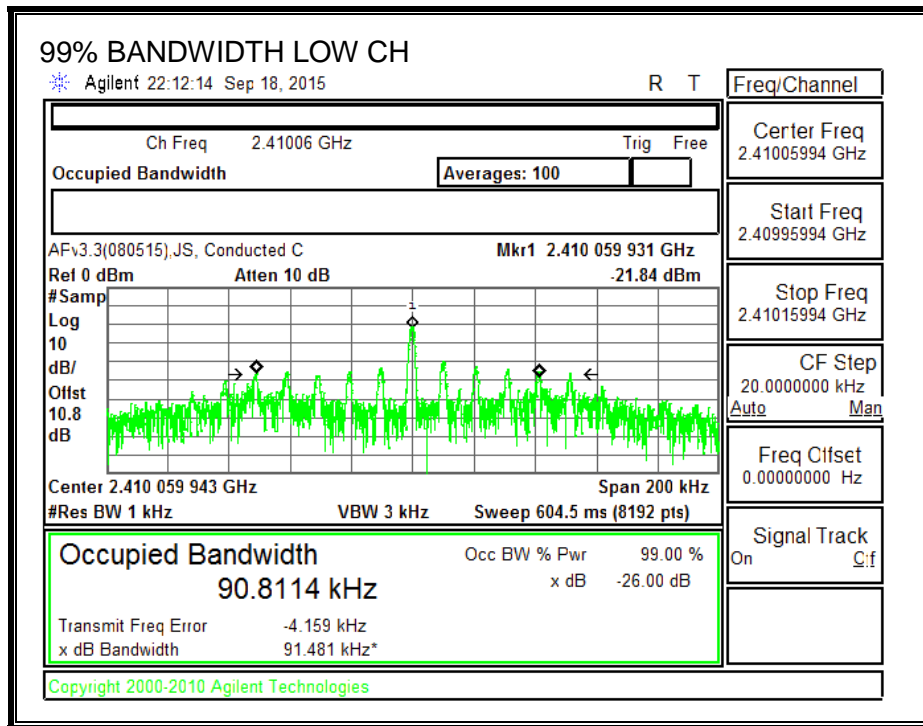 99% BANDWIDTH LOW CH
Agilent 22:12:14 Sep 18, 2015 R T
Freq/Channel
Ch Freq 2.41006 GHz Trig Free
Occupied Bandwidth Averages: 100
Center Freq
2.41005994 GHz
Start Freq
2.40995994 GHz
AFv3.3(080515),JS, Conducted C Mkr1 2.410 059 931 GHz
Ref 0 dBm Atten 10 dB -21.84 dBm
#Samp
Log
10
dB/
Offst
10.8
dB
1
Stop Freq
2.41015994 GHz
CF Step
20.0000000 kHz
Auto Man
Freq Offset
0.00000000 Hz
Center 2.410 059 943 GHz Span 200 kHz
#Res BW 1 kHz VBW 3 kHz Sweep 604.5 ms (8192 pts)
Signal Track
On Off
Occupied Bandwidth Occ BW % Pwr 99.00 %
90.8114 kHz x dB -26.00 dB
Transmit Freq Error -4.159 kHz
x dB Bandwidth 91.481 kHz*
Copyright 2000-2010 Agilent Technologies